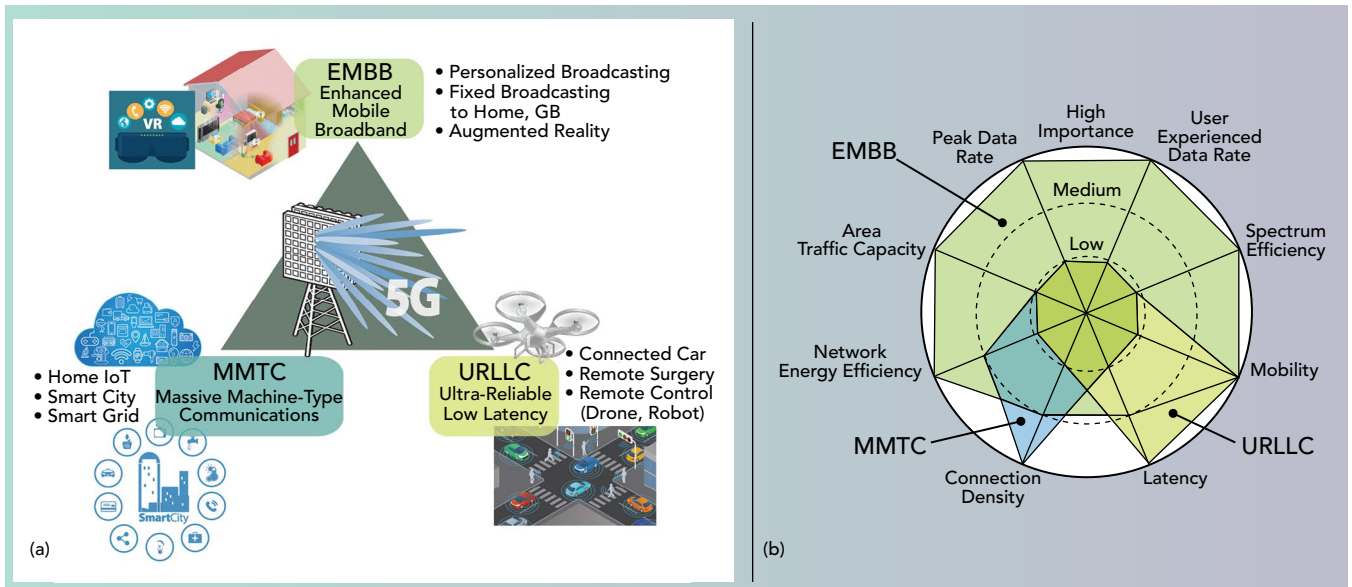 EMBB
Enhanced
Mobile
Broadband
• Personalized Broadcasting
• Fixed Broadcasting
to Home, GB
• Augmented Reality
VR
5G
MMTC
Massive Machine-Type
Communications
• Home IoT
• Smart City
• Smart Grid
URLLC
Ultra-Reliable
Low Latency
• Connected Car
• Remote Surgery
• Remote Control
(Drone, Robot)
SmartCity
(a)
High
Importance
Peak Data
Rate
User
Experienced
Data Rate
EMBB
Medium
Low
Area
Traffic Capacity
Spectrum
Efficiency
Network
Energy Efficiency
Mobility
MMTC
URLLC
Connection
Density
Latency
(b)